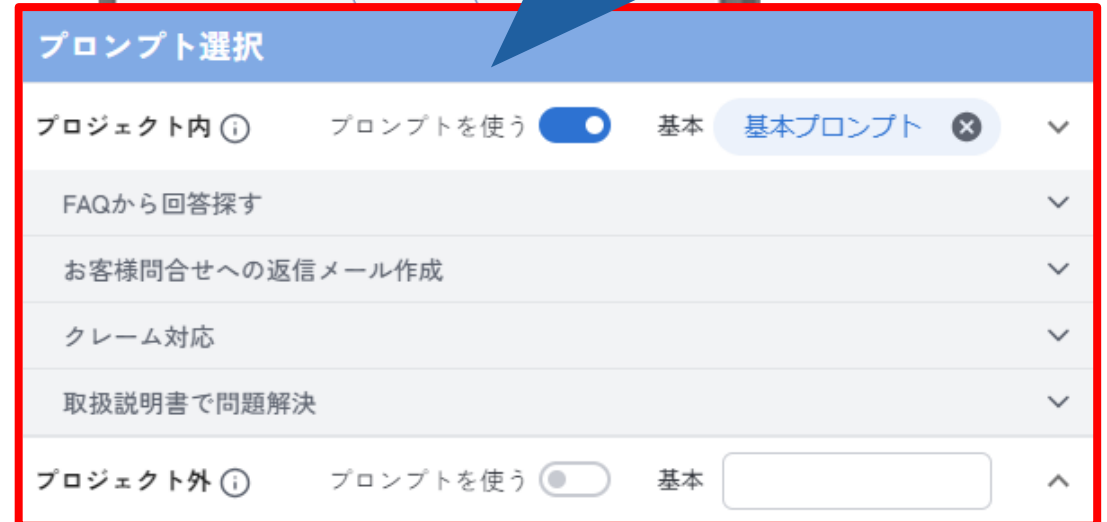 プロンプト選択
プロジェクト内 プロンプトを使う 基本 基本プロンプト
FAQから回答探す
お客様問合せへの返信メール作成
クレーム対応
取扱説明書で問題解決
プロジェクト外 プロンプトを使う 基本